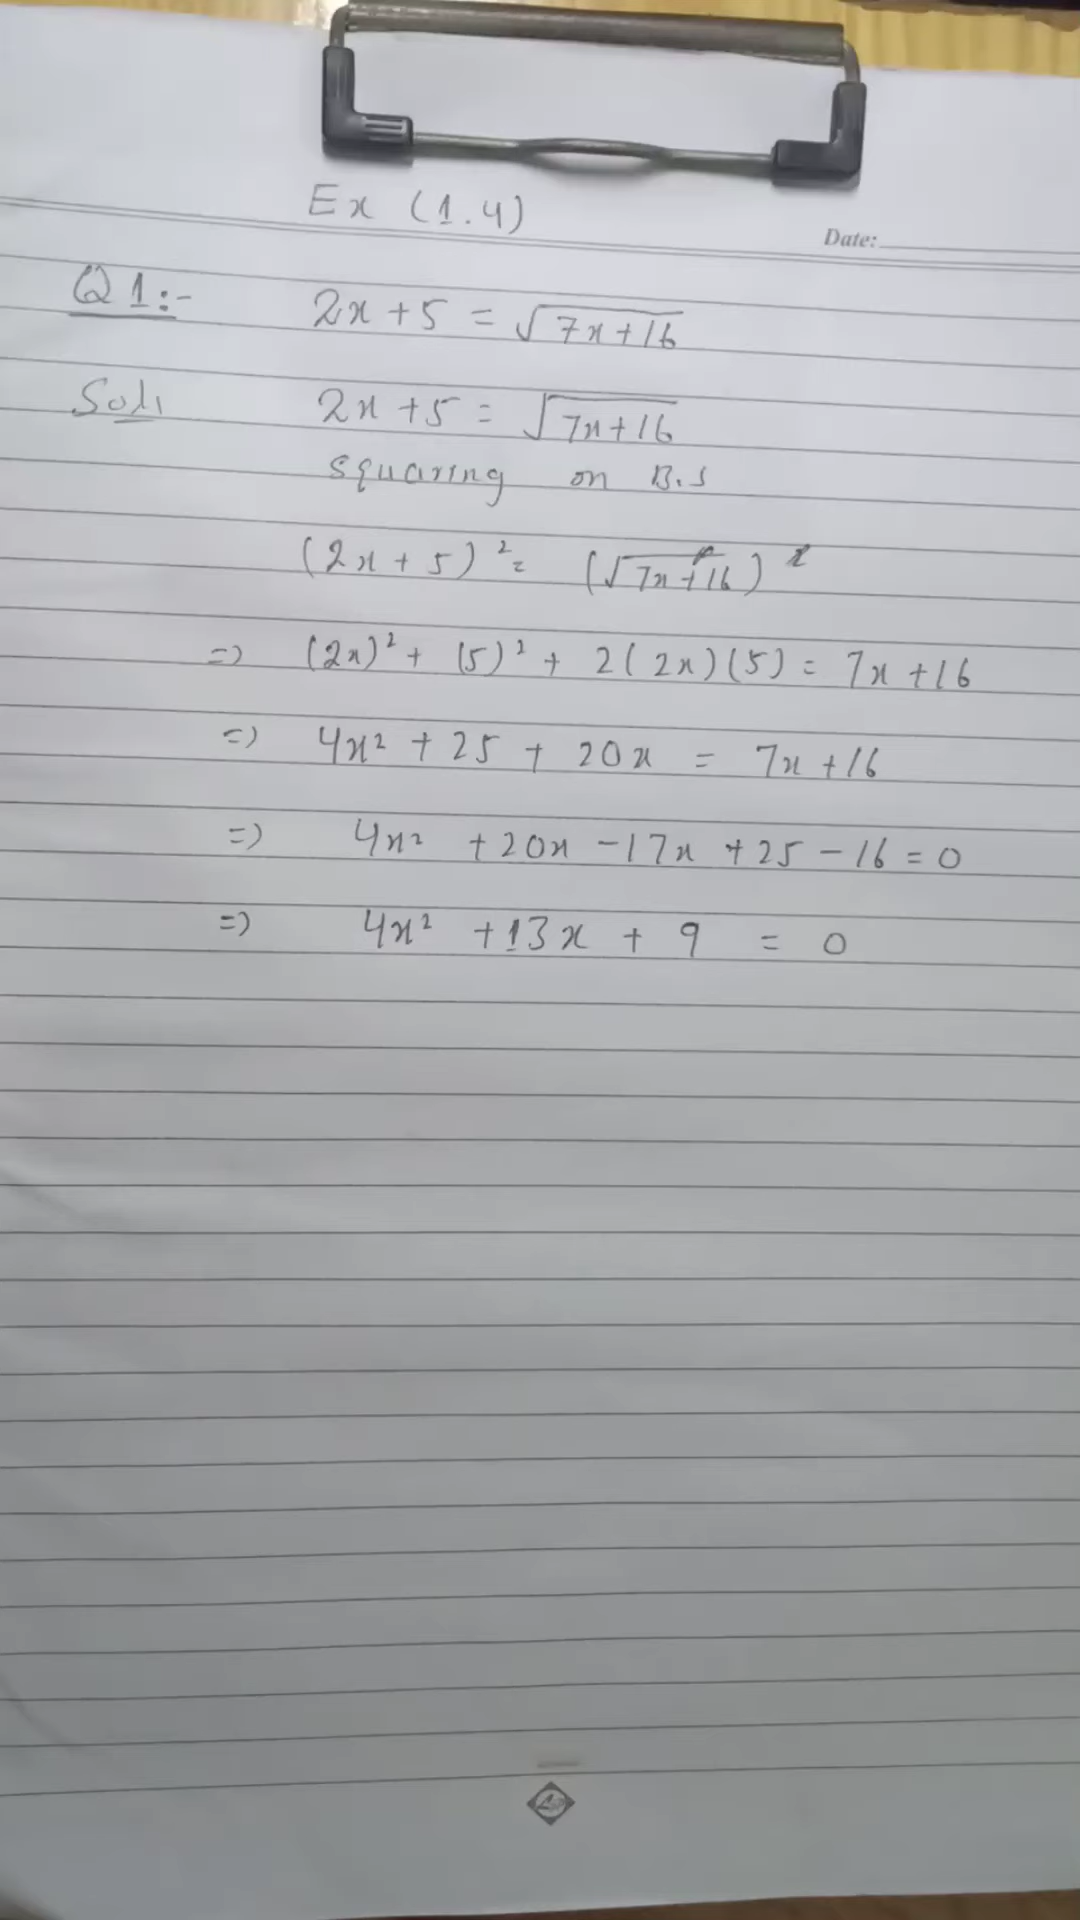 Ex (1.4)
Date:
Q1:- 2x + 5 = √7x + 16
Sol: 2x + 5 = √7x + 16
squaring on B.S
(2x + 5)² = (√7x + 16)²
=> (2x)² + (5)² + 2(2x)(5) = 7x + 16
=> 4x² + 25 + 20x = 7x + 16
=> 4x² + 20x - 17x + 25 - 16 = 0
=> 4x² + 13x + 9 = 0